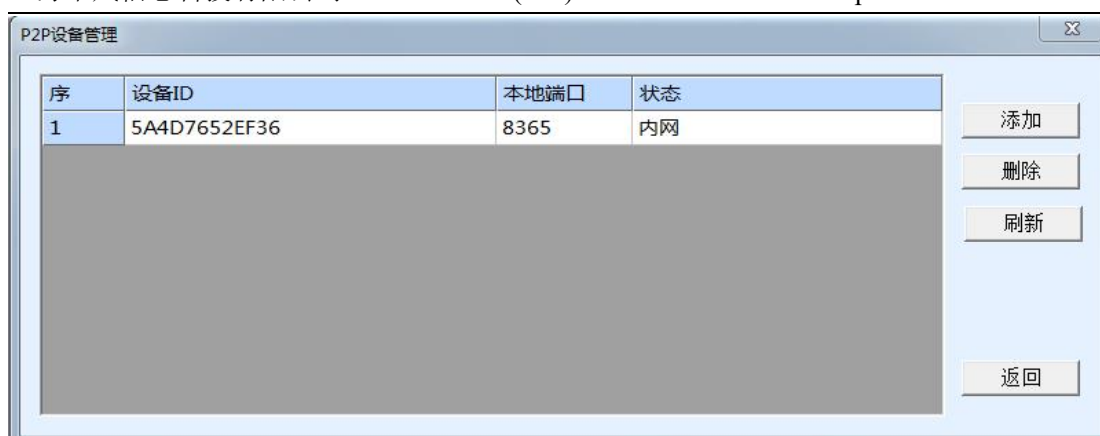 P2P设备管理
序 设备ID 本地端口 状态
1 5A4D7652EF36 8365 内网
添加
删除
刷新
返回